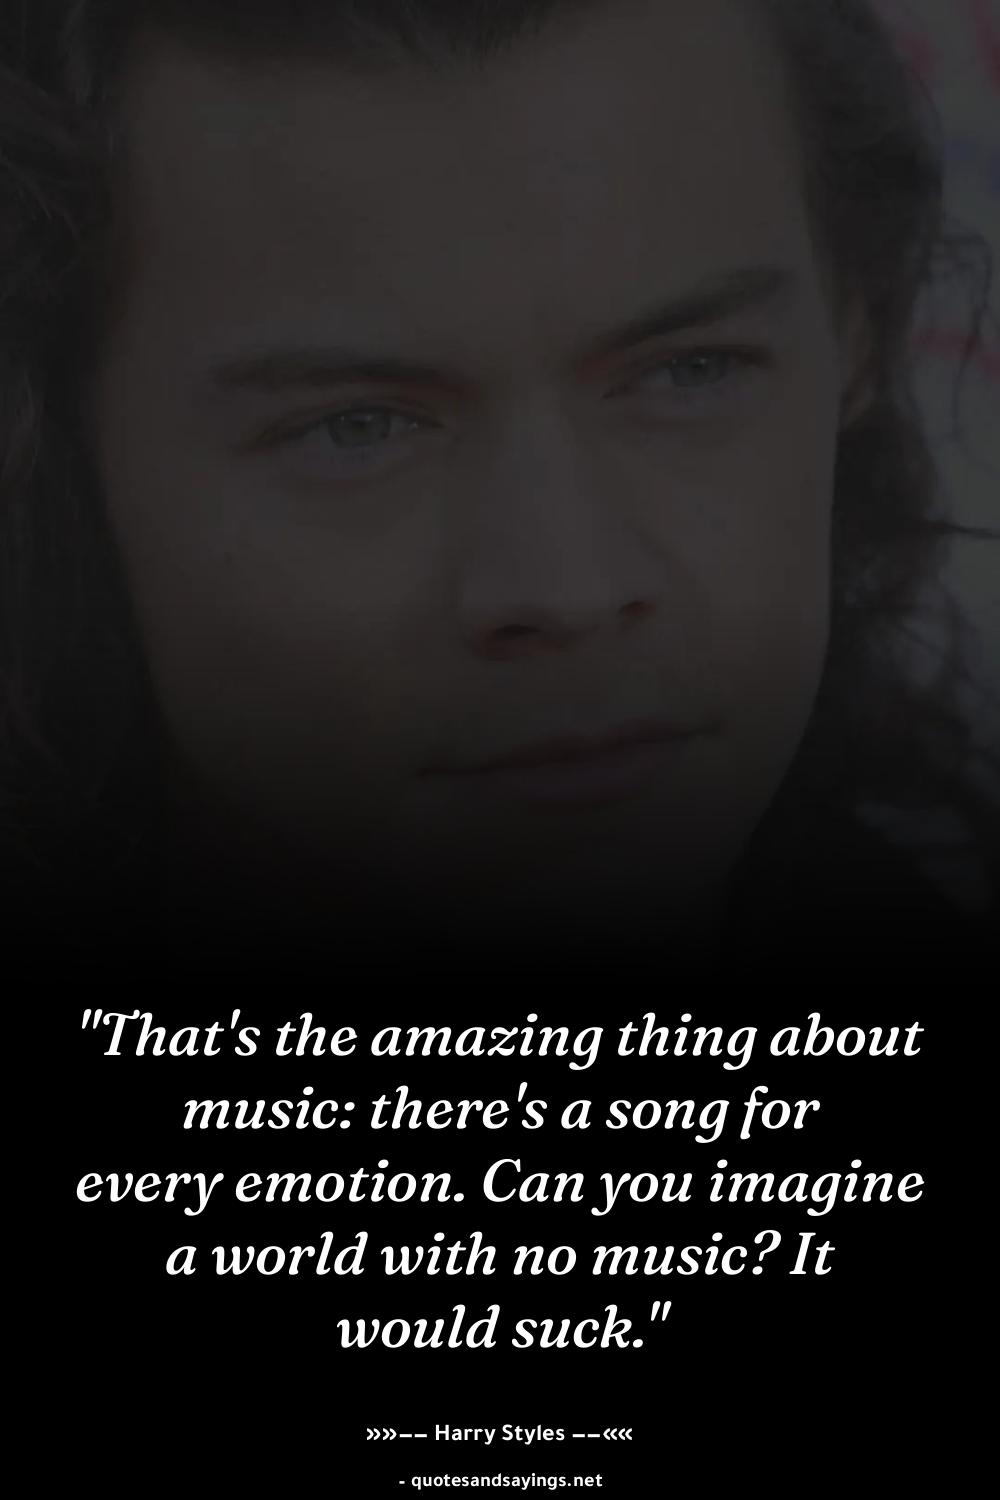 "That's the amazing thing about
music: there's a song for
every emotion. Can you imagine
a world with no music? It
would suck."
»»–– Harry Styles ––««
- quotesandsayings.net